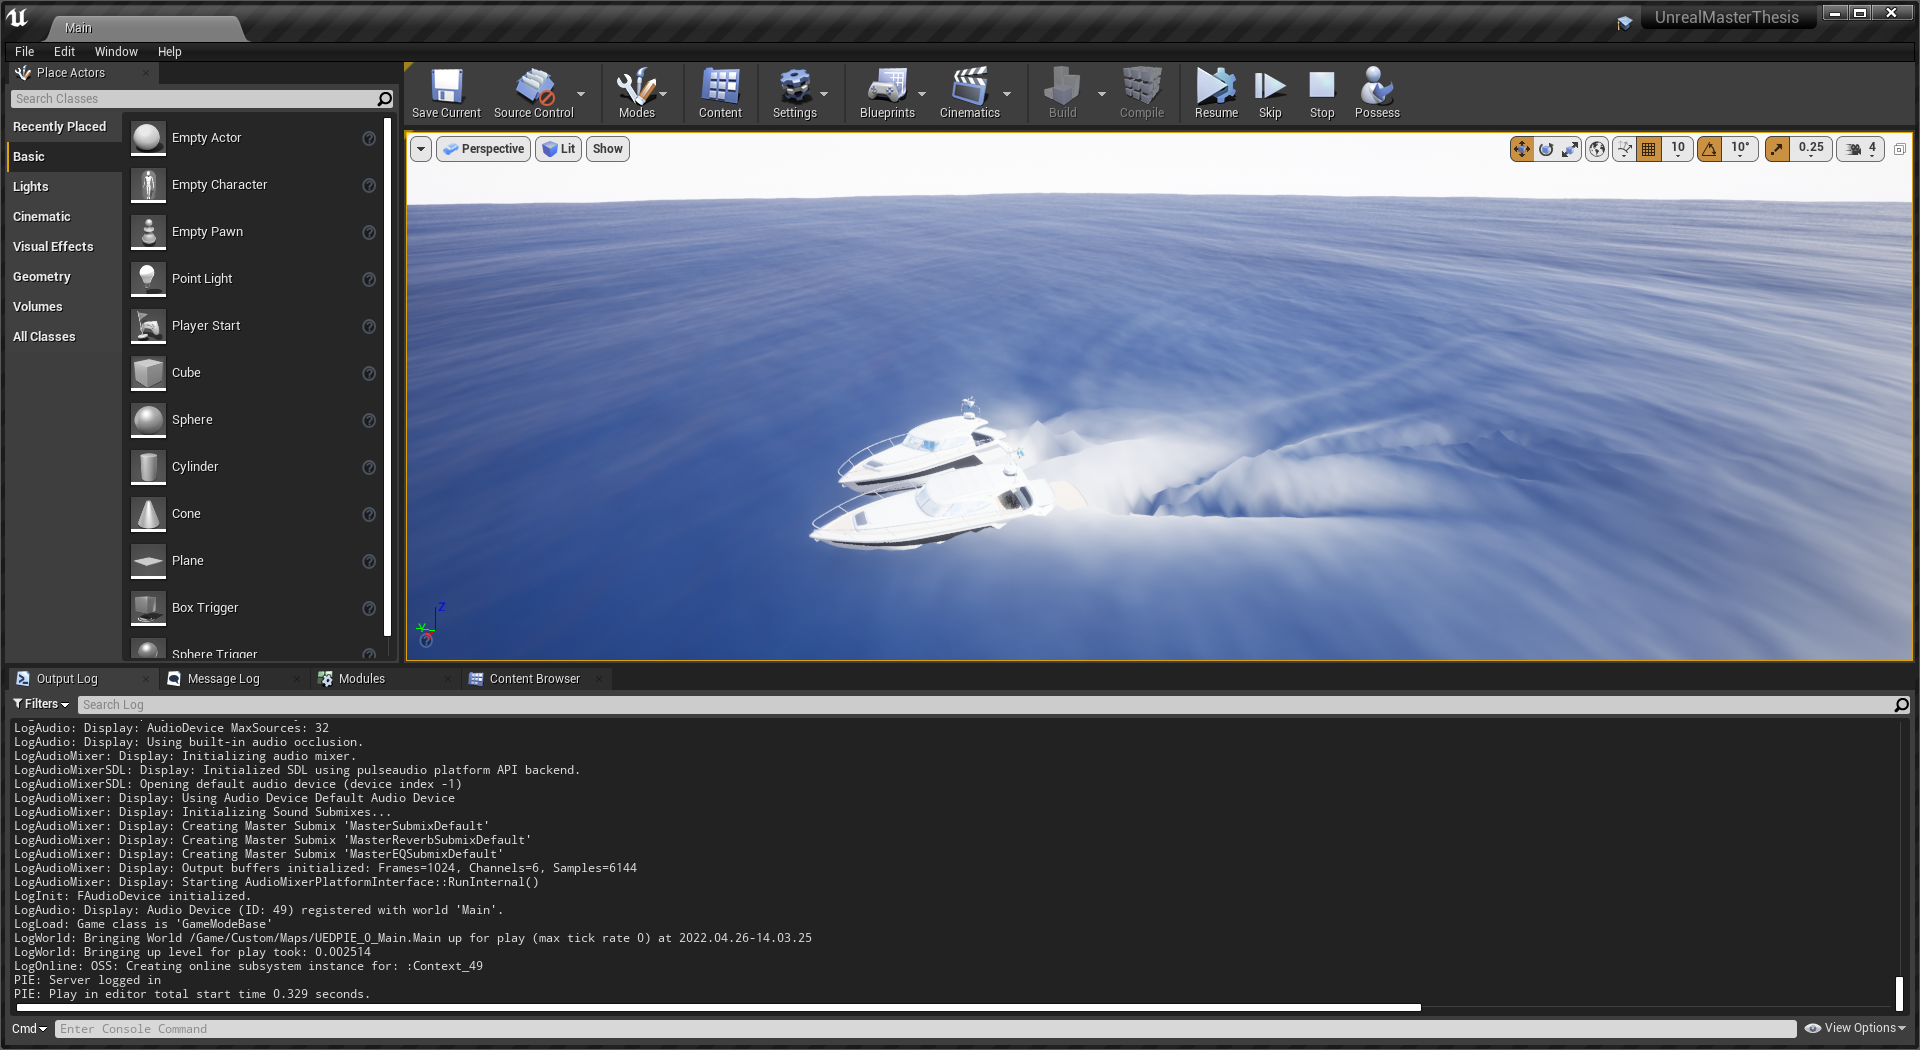 Main
UnrealMasterThesis
File Edit Window Help
Place Actors
Search Classes
Recently Placed
Basic
Lights
Cinematic
Visual Effects
Geometry
Volumes
All Classes
Empty Actor
Empty Character
Empty Pawn
Point Light
Player Start
Cube
Sphere
Cylinder
Cone
Plane
Box Trigger
Sphere Trigger
Save Current Source Control Modes Content Settings Blueprints Cinematics Build Compile Resume Skip Stop Possess
Perspective Lit Show
10 10° 0.25 4
Z
Y
Output Log Message Log Modules Content Browser
Filters Search Log
LogAudio: Display: AudioDevice MaxSources: 32
LogAudio: Display: Using built-in audio occlusion.
LogAudioMixer: Display: Initializing audio mixer.
LogAudioMixerSDL: Display: Initialized SDL using pulseaudio platform API backend.
LogAudioMixerSDL: Opening default audio device (device index -1)
LogAudioMixer: Display: Using Audio Device Default Audio Device
LogAudioMixer: Display: Initializing Sound Submixes...
LogAudioMixer: Display: Creating Master Submix 'MasterSubmixDefault'
LogAudioMixer: Display: Creating Master Submix 'MasterReverbSubmixDefault'
LogAudioMixer: Display: Creating Master Submix 'MasterEQSubmixDefault'
LogAudioMixer: Display: Output buffers initialized: Frames=1024, Channels=6, Samples=6144
LogAudioMixer: Display: Starting AudioMixerPlatformInterface::RunInternal()
LogInit: FAudioDevice initialized.
LogAudio: Display: Audio Device (ID: 49) registered with world 'Main'.
LogLoad: Game class is 'GameModeBase'
LogWorld: Bringing World /Game/Custom/Maps/UEDPIE_0_Main.Main up for play (max tick rate 0) at 2022.04.26-14.03.25
LogWorld: Bringing up level for play took: 0.002514
LogOnline: OSS: Creating online subsystem instance for: :Context_49
PIE: Server logged in
PIE: Play in editor total start time 0.329 seconds.
Cmd Enter Console Command View Options